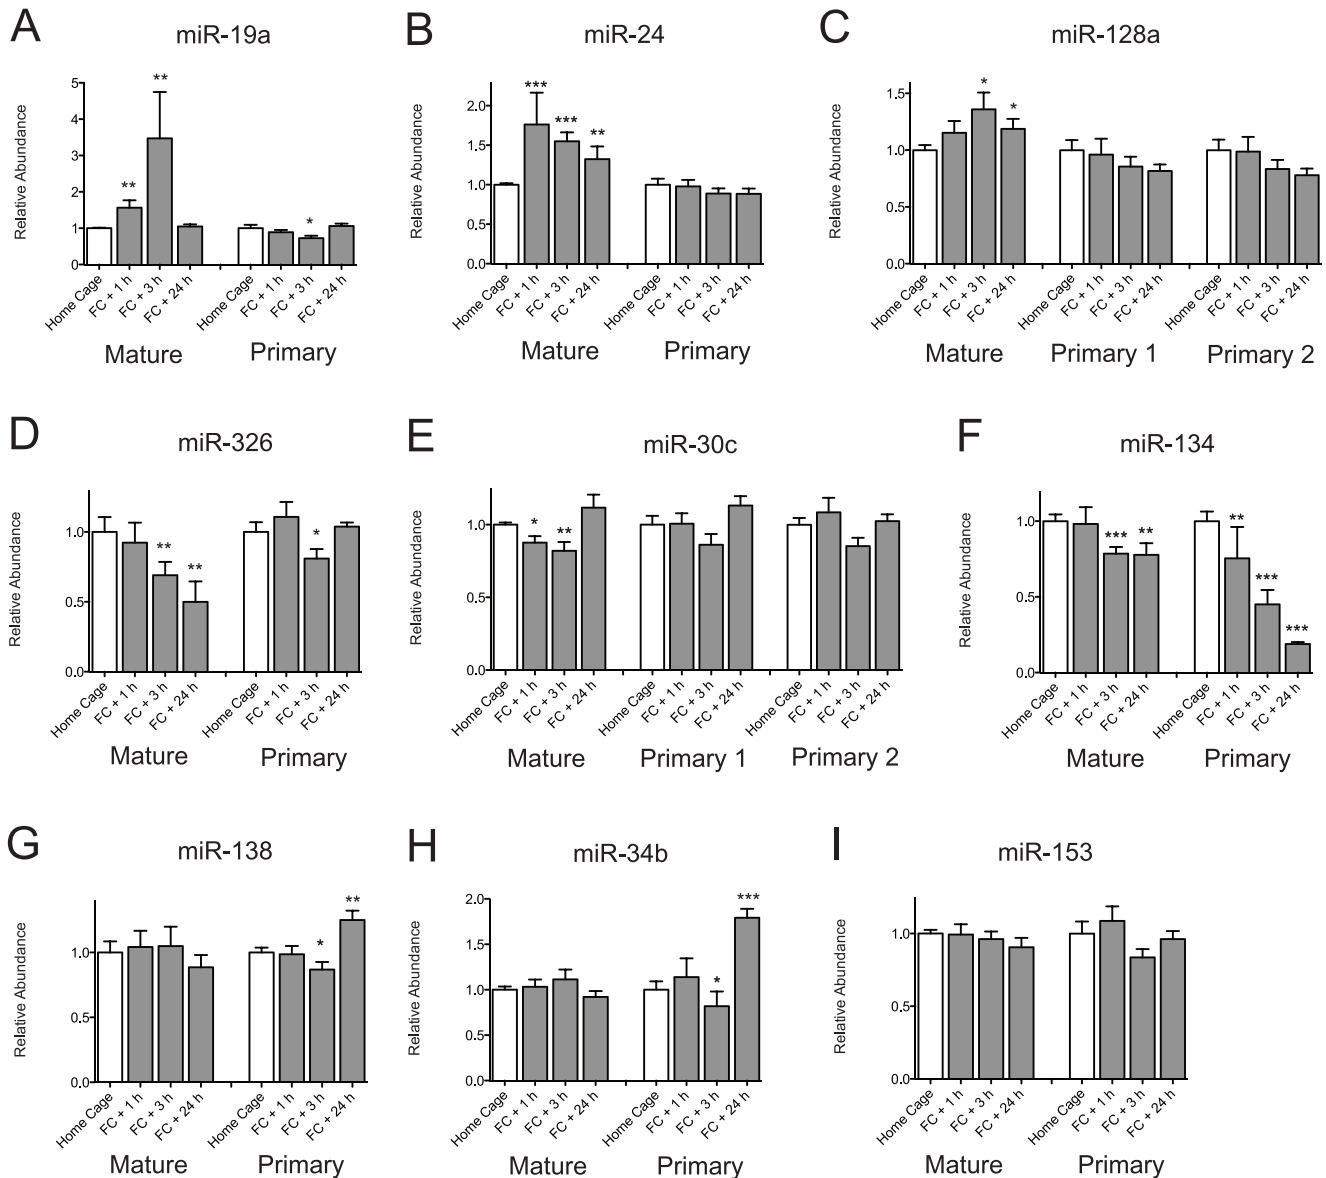 A miR-19a
Relative Abundance
5
4
3
2
1
0
** ** *
Home Cage FC + 1 h FC + 3 h FC + 24 h Home Cage FC + 1 h FC + 3 h FC + 24 h
Mature Primary
B miR-24
Relative Abundance
2.0
1.5
1.0
0.5
0.0
*** *** **
Home Cage FC + 1 h FC + 3 h FC + 24 h Home Cage FC + 1 h FC + 3 h FC + 24 h
Mature Primary
C miR-128a
Relative Abundance
1.5
1.0
0.5
0.0
* *
Home Cage FC + 1 h FC + 3 h FC + 24 h Home Cage FC + 1 h FC + 3 h FC + 24 h Home Cage FC + 1 h FC + 3 h FC + 24 h
Mature Primary 1 Primary 2
D miR-326
Relative Abundance
1.0
0.5
0.0
** ** *
Home Cage FC + 1 h FC + 3 h FC + 24 h Home Cage FC + 1 h FC + 3 h FC + 24 h
Mature Primary
E miR-30c
Relative Abundance
1.0
0.5
0.0
* **
Home Cage FC + 1 h FC + 3 h FC + 24 h Home Cage FC + 1 h FC + 3 h FC + 24 h Home Cage FC + 1 h FC + 3 h FC + 24 h
Mature Primary 1 Primary 2
F miR-134
Relative Abundance
1.0
0.5
0.0
*** ** ** *** ***
Home Cage FC + 1 h FC + 3 h FC + 24 h Home Cage FC + 1 h FC + 3 h FC + 24 h
Mature Primary
G miR-138
Relative Abundance
1.0
0.5
0.0
* **
Home Cage FC + 1 h FC + 3 h FC + 24 h Home Cage FC + 1 h FC + 3 h FC + 24 h
Mature Primary
H miR-34b
Relative Abundance
2.0
1.5
1.0
0.5
0.0
* ***
Home Cage FC + 1 h FC + 3 h FC + 24 h Home Cage FC + 1 h FC + 3 h FC + 24 h
Mature Primary
I miR-153
Relative Abundance
1.0
0.5
0.0
Home Cage FC + 1 h FC + 3 h FC + 24 h Home Cage FC + 1 h FC + 3 h FC + 24 h
Mature Primary